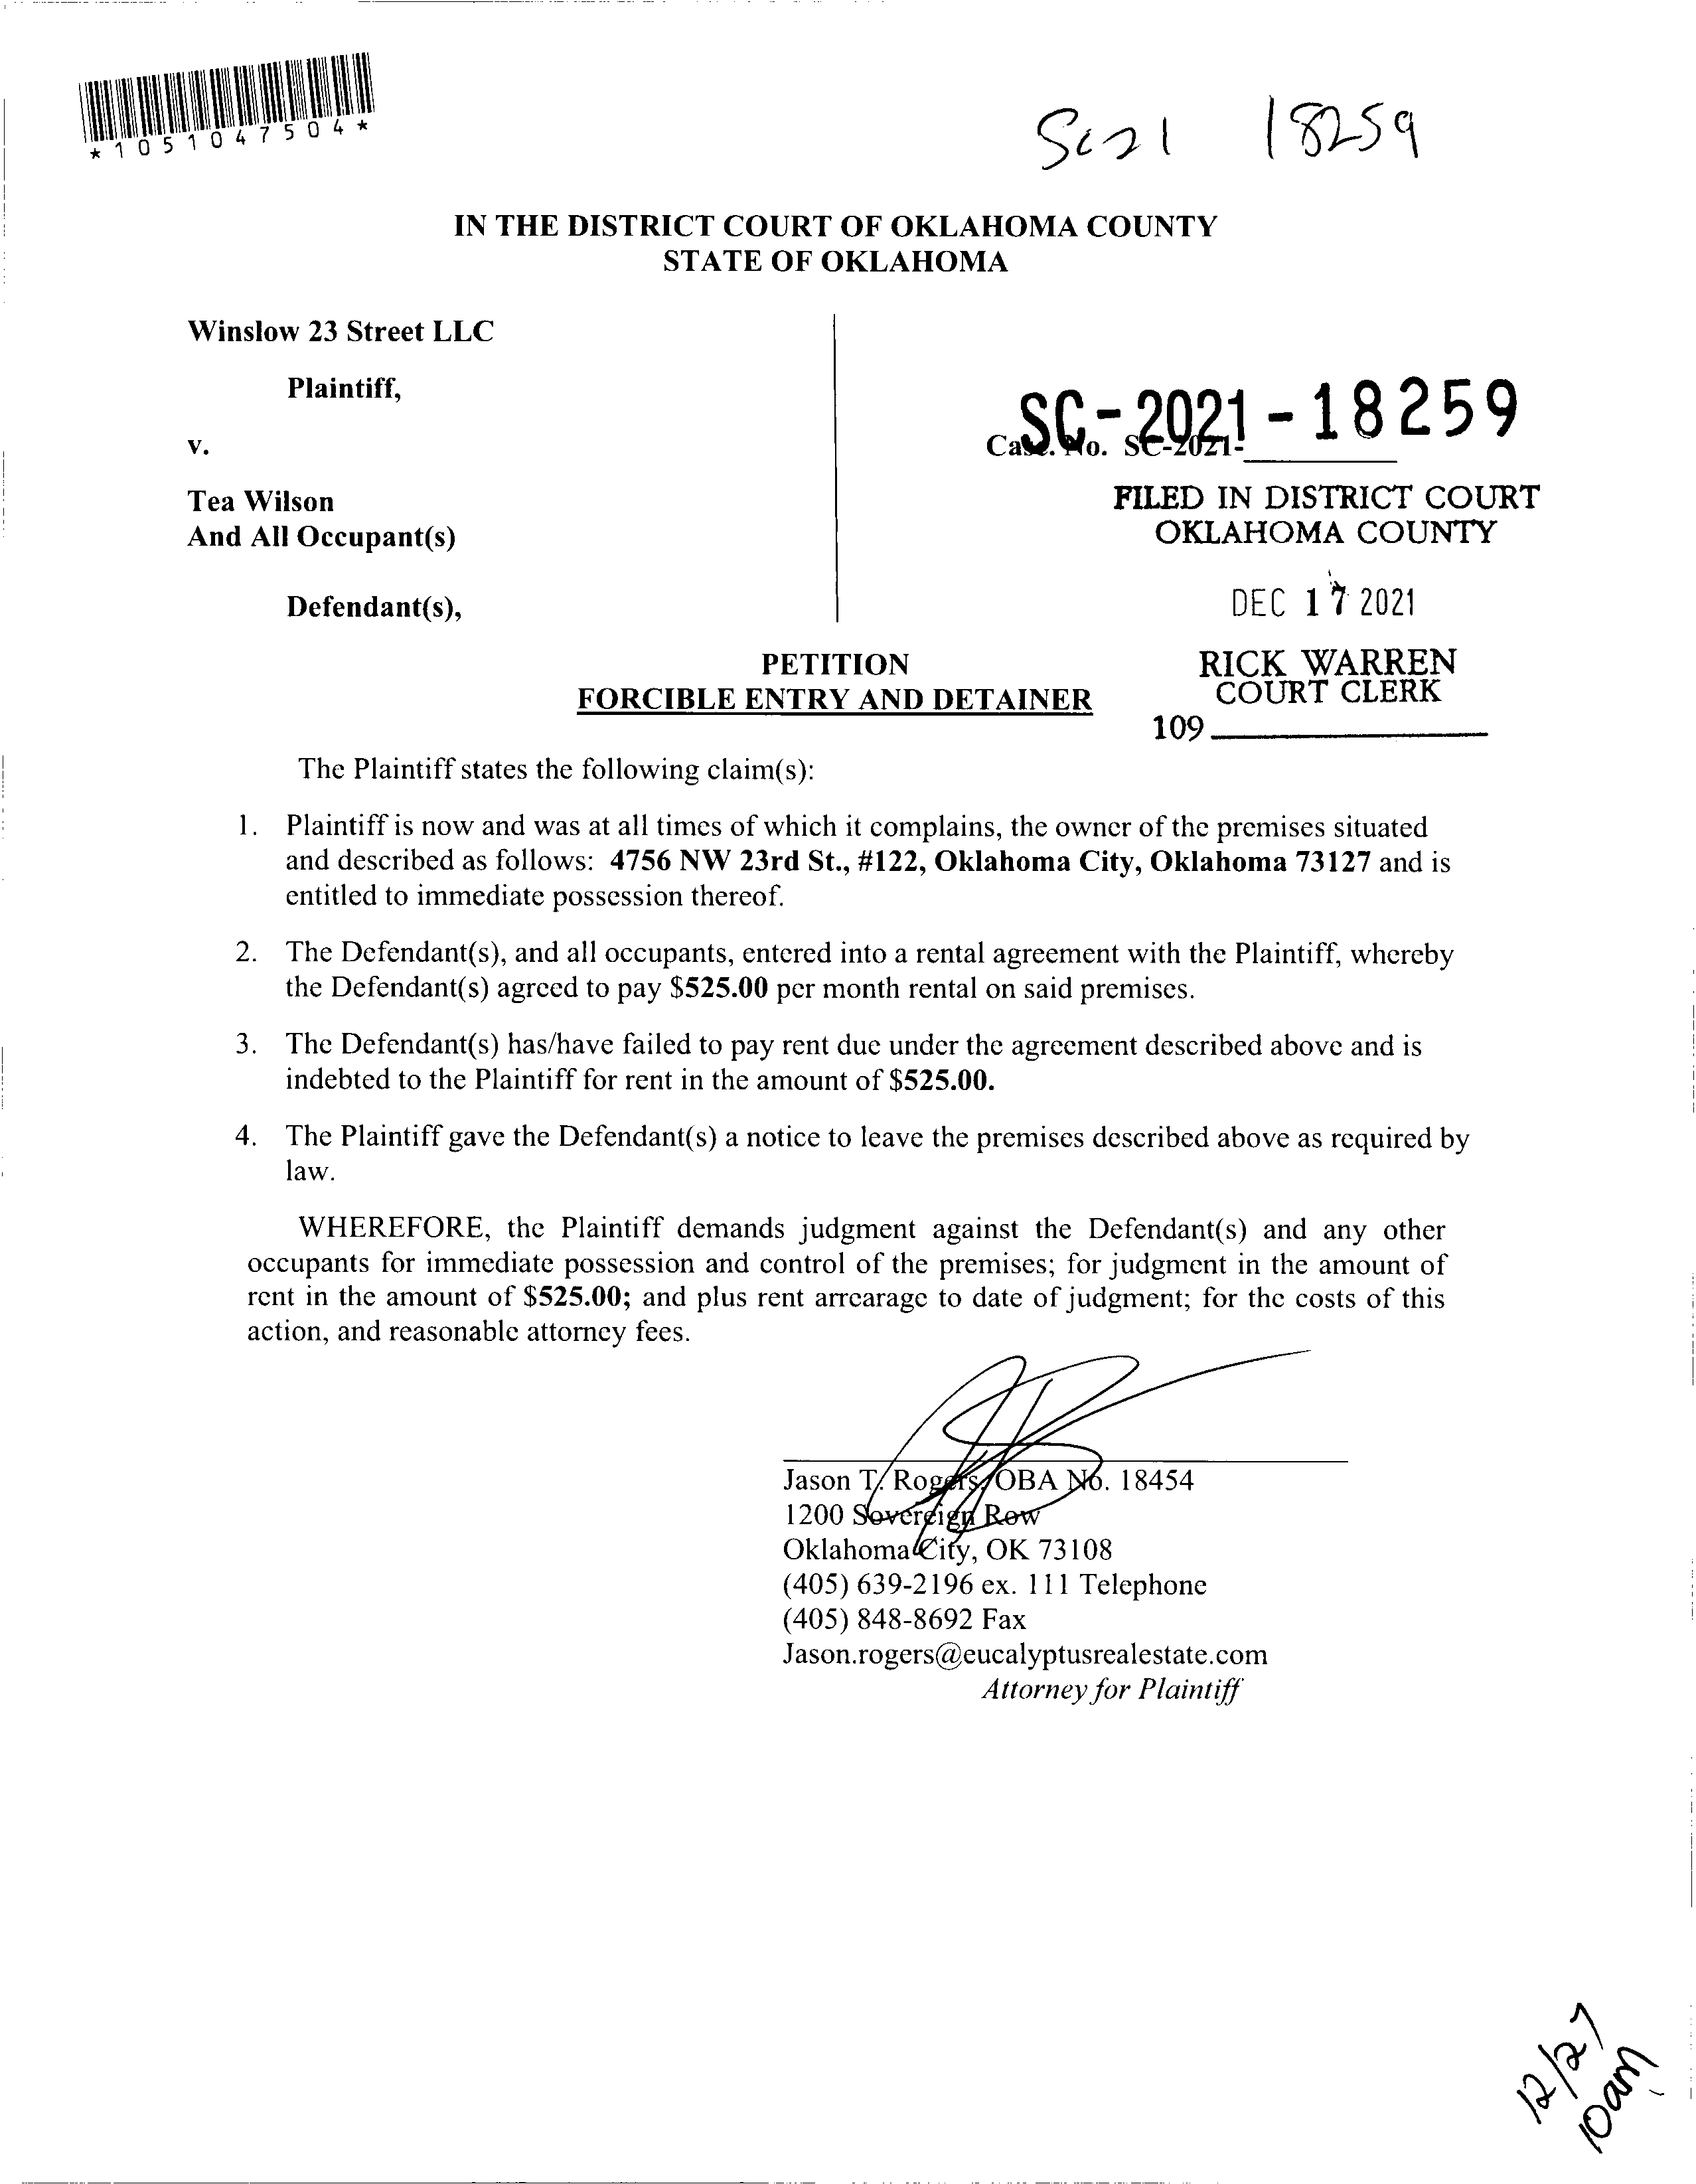 *1051047504*
SC21 18259
IN THE DISTRICT COURT OF OKLAHOMA COUNTY
STATE OF OKLAHOMA
Winslow 23 Street LLC
Plaintiff,
v.
Tea Wilson
And All Occupant(s)
Defendant(s),
SC-2021-18259
Case. No. SC-2021-
FILED IN DISTRICT COURT
OKLAHOMA COUNTY
DEC 17 2021
RICK WARREN
COURT CLERK
109
PETITION
FORCIBLE ENTRY AND DETAINER
The Plaintiff states the following claim(s):
1. Plaintiff is now and was at all times of which it complains, the owner of the premises situated
and described as follows: 4756 NW 23rd St., #122, Oklahoma City, Oklahoma 73127 and is
entitled to immediate possession thereof.
2. The Defendant(s), and all occupants, entered into a rental agreement with the Plaintiff, whereby
the Defendant(s) agreed to pay $525.00 per month rental on said premises.
3. The Defendant(s) has/have failed to pay rent due under the agreement described above and is
indebted to the Plaintiff for rent in the amount of $525.00.
4. The Plaintiff gave the Defendant(s) a notice to leave the premises described above as required by
law.
WHEREFORE, the Plaintiff demands judgment against the Defendant(s) and any other
occupants for immediate possession and control of the premises; for judgment in the amount of
rent in the amount of $525.00; and plus rent arrearage to date of judgment; for the costs of this
action, and reasonable attorney fees.
Jason T. Rogers, OBA No. 18454
1200 Sovereign Row
Oklahoma City, OK 73108
(405) 639-2196 ex. 111 Telephone
(405) 848-8692 Fax
Jason.rogers@eucalyptusrealestate.com
Attorney for Plaintiff
12/27
10am